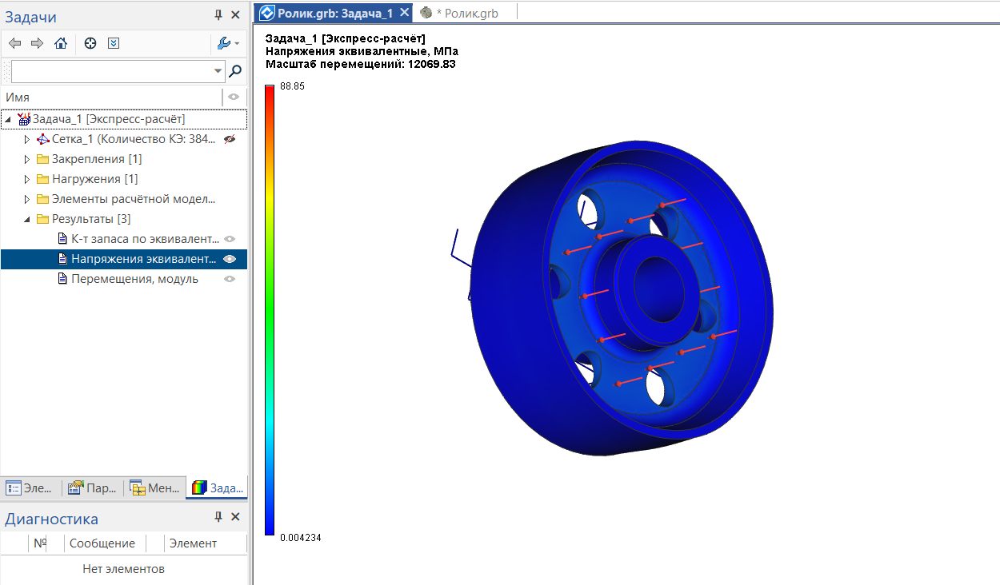 Задачи
Имя
Задача_1 [Экспресс-расчёт]
Сетка_1 (Количество КЭ: 384...
Закрепления [1]
Нагружения [1]
Элементы расчётной модел...
Результаты [3]
К-т запаса по эквивалент...
Напряжения эквивалент...
Перемещения, модуль
Эле...
Пар...
Мен...
Зада...
Диагностика
№
Сообщение
Элемент
Нет элементов
Ролик.grb: Задача_1
* Ролик.grb
Задача_1 [Экспресс-расчёт]
Напряжения эквивалентные, МПа
Масштаб перемещений: 12069.83
88.85
0.004234